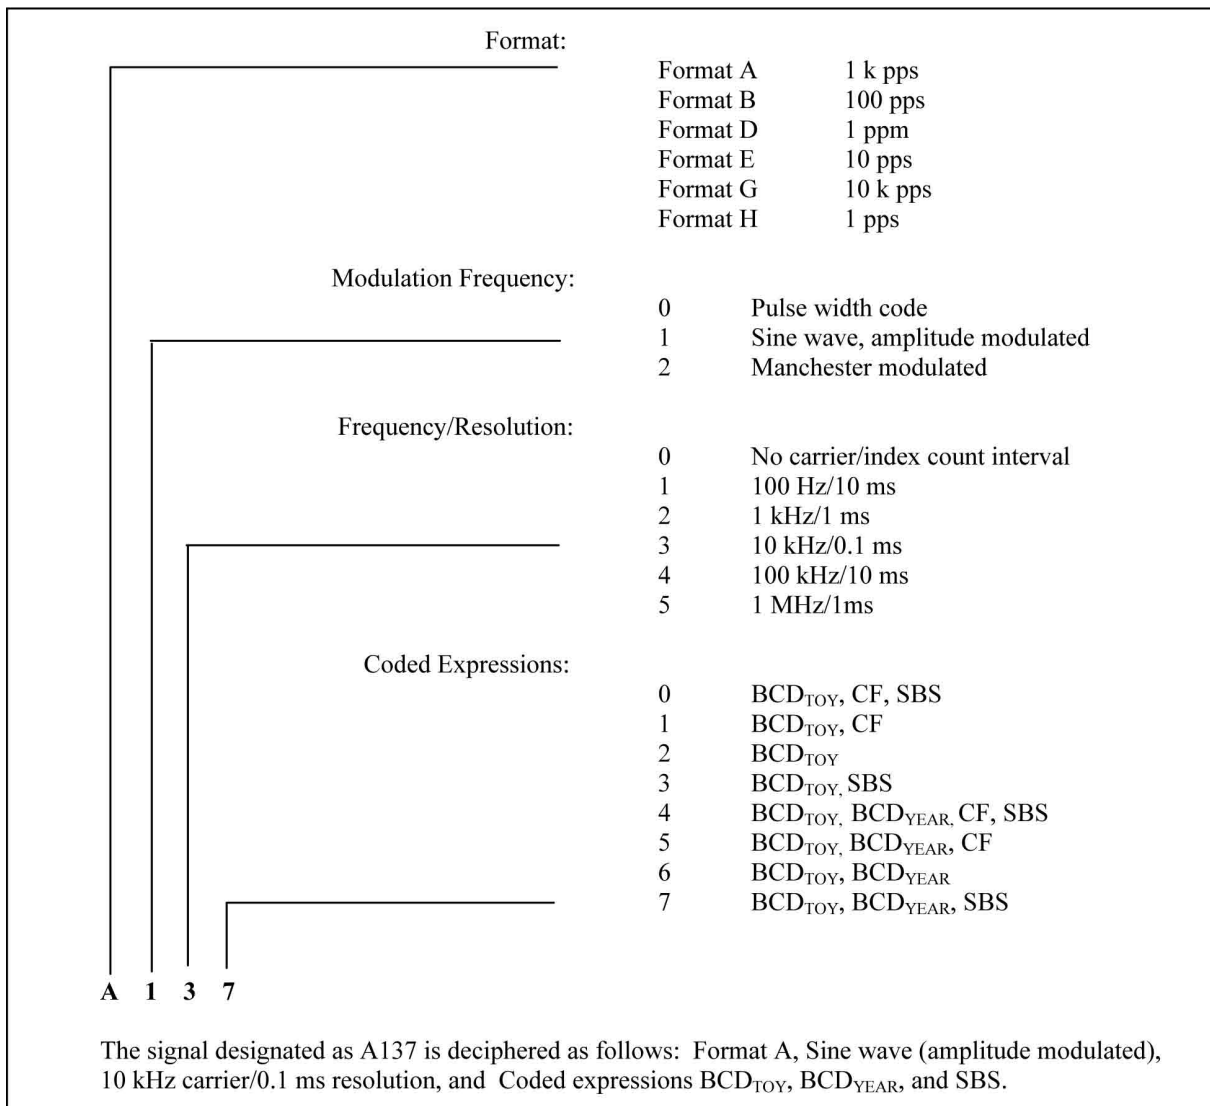 Format:
Format A 1 k pps
Format B 100 pps
Format D 1 ppm
Format E 10 pps
Format G 10 k pps
Format H 1 pps
Modulation Frequency:
0 Pulse width code
1 Sine wave, amplitude modulated
2 Manchester modulated
Frequency/Resolution:
0 No carrier/index count interval
1 100 Hz/10 ms
2 1 kHz/1 ms
3 10 kHz/0.1 ms
4 100 kHz/10 ms
5 1 MHz/1ms
Coded Expressions:
0 BCDTOY, CF, SBS
1 BCDTOY, CF
2 BCDTOY
3 BCDTOY, SBS
4 BCDTOY, BCDYEAR, CF, SBS
5 BCDTOY, BCDYEAR, CF
6 BCDTOY, BCDYEAR
7 BCDTOY, BCDYEAR, SBS
A 1 3 7
The signal designated as A137 is deciphered as follows: Format A, Sine wave (amplitude modulated),
10 kHz carrier/0.1 ms resolution, and Coded expressions BCDTOY, BCDYEAR, and SBS.